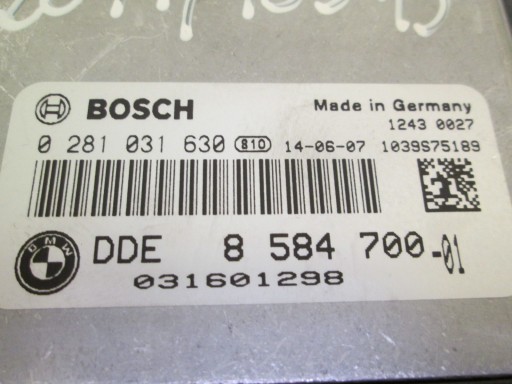 BOSCH
Made in Germany
1243 0027
0 281 031 630 810 14-06-07 1039S75189
BMW
DDE 8 584 700-01
031601298